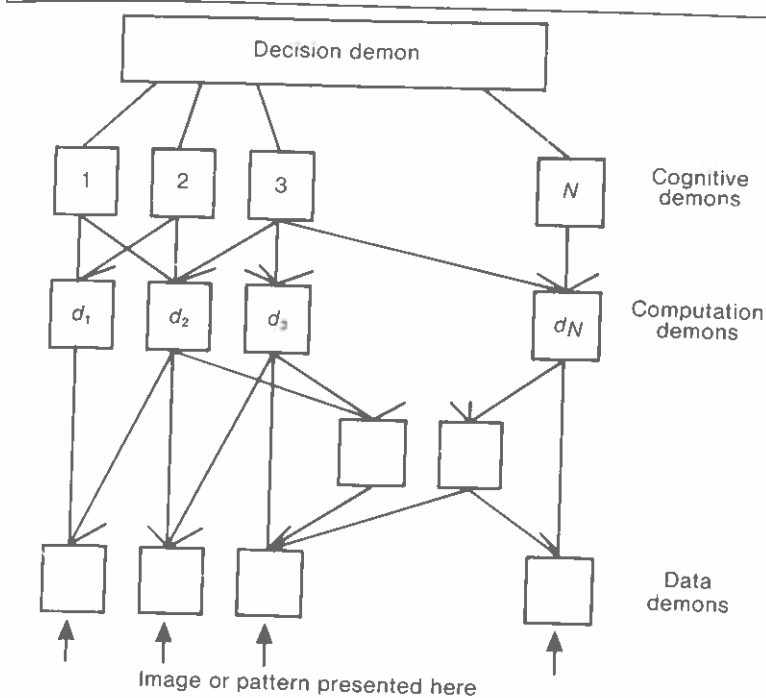 Decision demon
1
2
3
N
Cognitive
demons
d₁
d₂
d₃
dN
Computation
demons
Data
demons
Image or pattern presented here